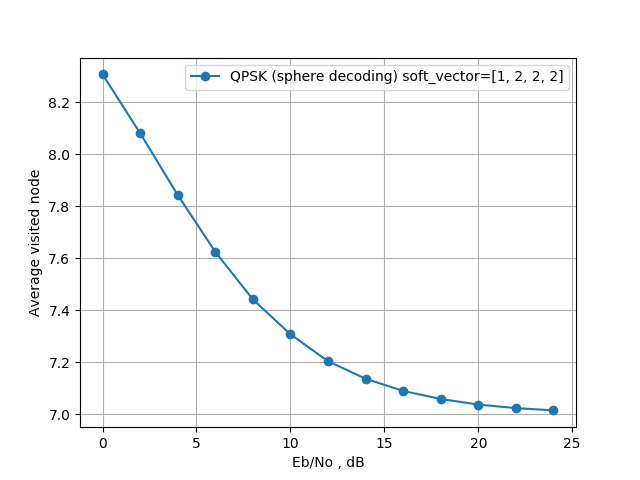 QPSK (sphere decoding) soft_vector=[1, 2, 2, 2]
8.2
8.0
7.8
7.6
7.4
7.2
7.0
Average visited node
0 5 10 15 20 25
Eb/No , dB